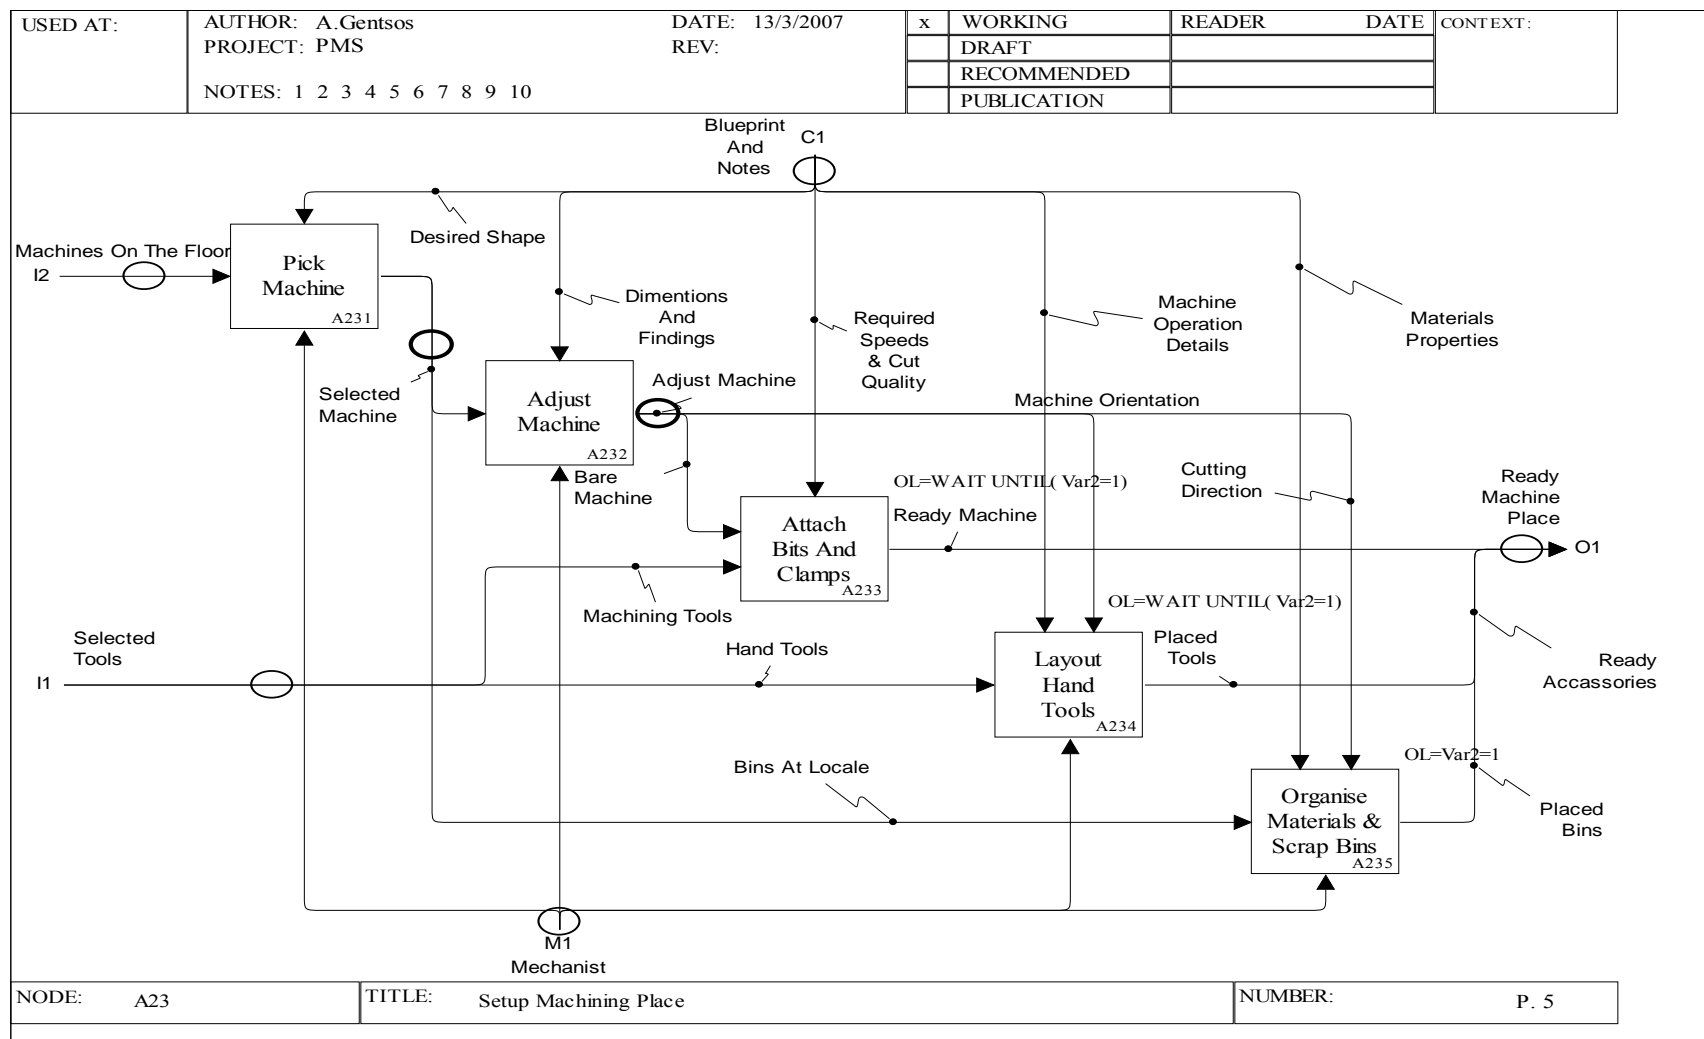 USED AT:
AUTHOR: A.Gentsos
DATE: 13/3/2007
PROJECT: PMS
REV:
NOTES: 1 2 3 4 5 6 7 8 9 10
x WORKING
DRAFT
RECOMMENDED
PUBLICATION
READER DATE
CONTEXT:
Blueprint
And
Notes
C1
Machines On The Floor
I2
Pick
Machine
A231
Desired Shape
Dimentions
And
Findings
Required
Speeds
& Cut
Quality
Machine
Operation
Details
Materials
Properties
Selected
Machine
Adjust
Machine
A232
Adjust Machine
Machine Orientation
Bare
Machine
OL=WAIT UNTIL( Var2=1)
Cutting
Direction
Ready
Machine
Place
Attach
Bits And
Clamps
A233
Ready Machine
O1
Machining Tools
OL=WAIT UNTIL( Var2=1)
Selected
Tools
I1
Hand Tools
Layout
Hand
Tools
A234
Placed
Tools
Ready
Accassories
Bins At Locale
OL=Var2=1
Organise
Materials &
Scrap Bins
A235
Placed
Bins
M1
Mechanist
NODE: A23
TITLE: Setup Machining Place
NUMBER: P. 5